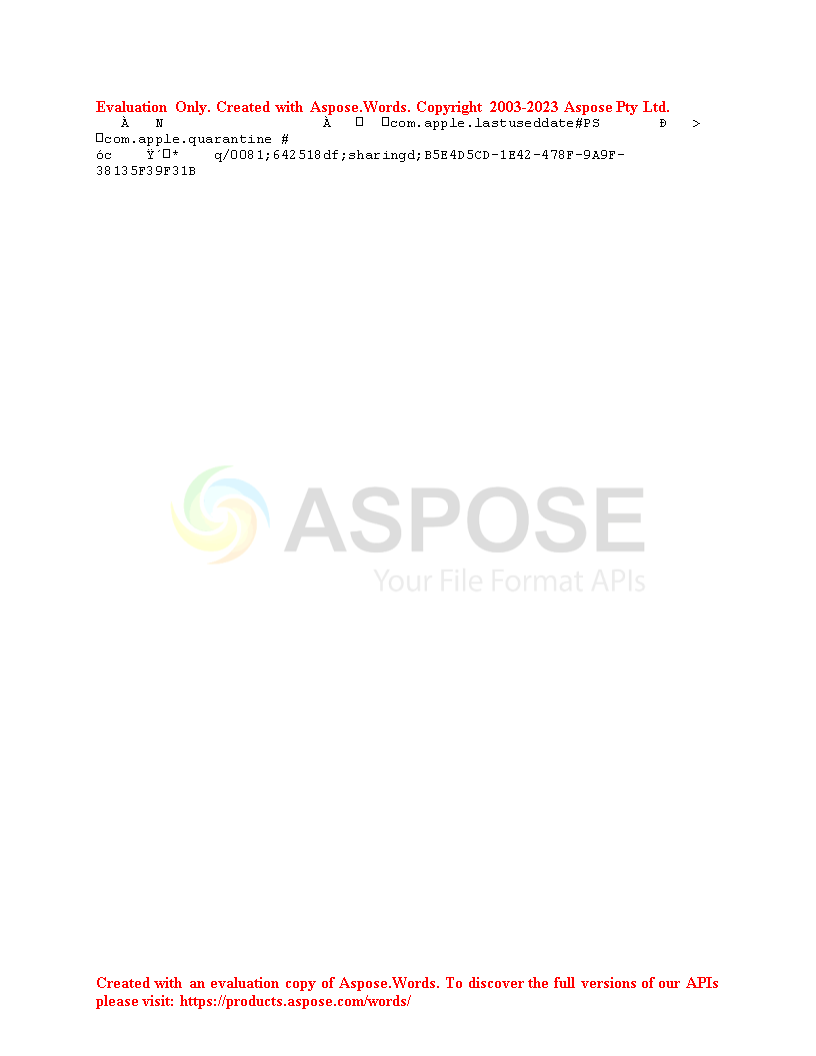 Evaluation Only. Created with Aspose.Words. Copyright 2003-2023 Aspose Pty Ltd.
À N À □ □com.apple.lastuseddate#PS Ð >
□com.apple.quarantine #
óc Ÿ´□* q/0081;642518df;sharingd;B5E4D5CD-1E42-478F-9A9F-
38135F39F31B
ASPOSE
Your File Format APIs
Created with an evaluation copy of Aspose.Words. To discover the full versions of our APIs
please visit: https://products.aspose.com/words/